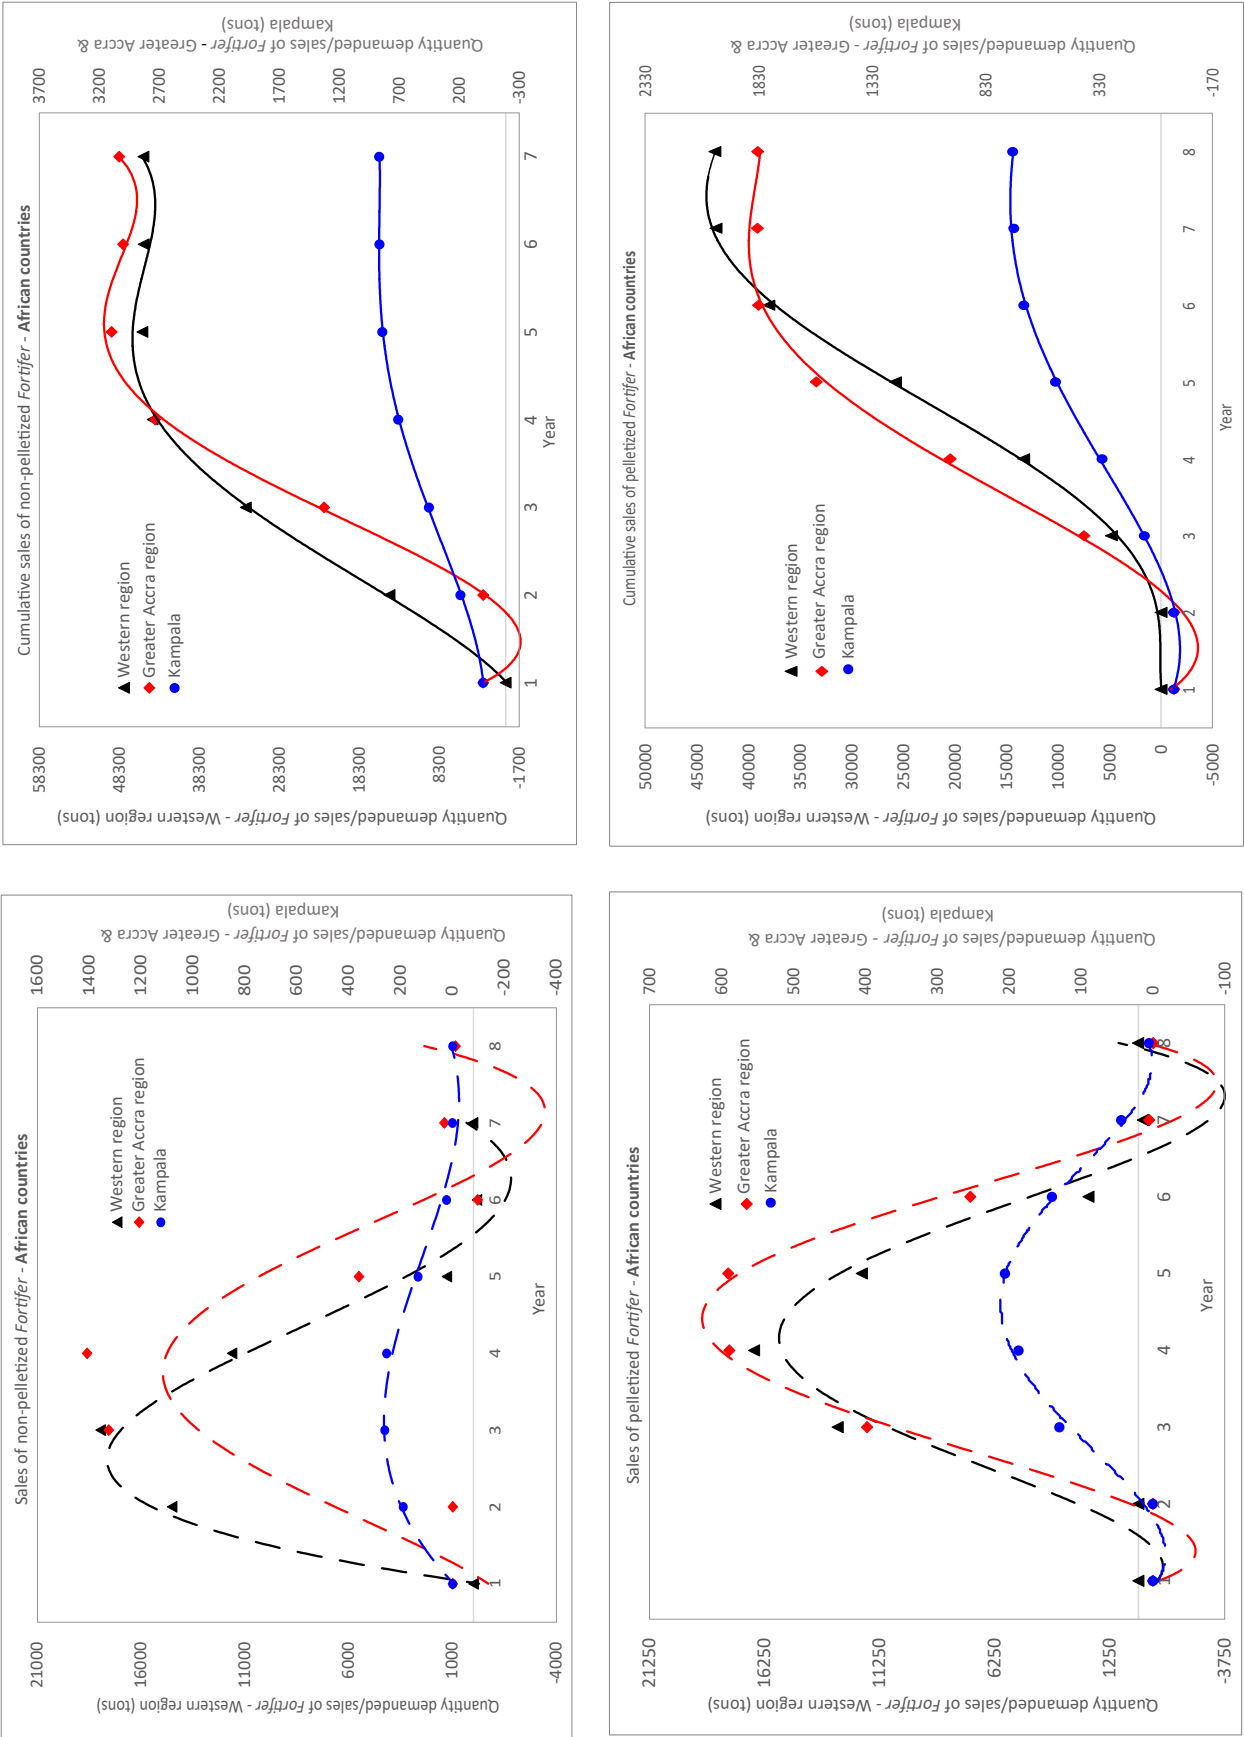 Sales of non-pelletized Fortifer - African countries
Quantity demanded/sales of Fortifer - Western region (tons)
21000
16000
11000
6000
1000
-4000
Western region
Greater Accra region
Kampala
1 2 3 4 5 6 7 8
Year
1600
1400
1200
1000
800
600
400
200
0
-200
-400
Quantity demanded/sales of Fortifer - Greater Accra &
Kampala (tons)
Cumulative sales of non-pelletized Fortifer - African countries
Quantity demanded/sales of Fortifer - Western region (tons)
58300
48300
38300
28300
18300
8300
-1700
Western region
Greater Accra region
Kampala
1 2 3 4 5 6 7
Year
3700
3200
2700
2200
1700
1200
700
200
-300
Quantity demanded/sales of Fortifer - Greater Accra &
Kampala (tons)
Sales of pelletized Fortifer - African countries
Quantity demanded/sales of Fortifer - Western region (tons)
21250
16250
11250
6250
1250
-3750
Western region
Greater Accra region
Kampala
1 2 3 4 5 6 7 8
Year
700
600
500
400
300
200
100
0
-100
Quantity demanded/sales of Fortifer - Greater Accra &
Kampala (tons)
Cumulative sales of pelletized Fortifer - African countries
Quantity demanded/sales of Fortifer - Western region (tons)
50000
45000
40000
35000
30000
25000
20000
15000
10000
5000
0
-5000
Western region
Greater Accra region
Kampala
1 2 3 4 5 6 7 8
Year
2330
1830
1330
830
330
-170
Quantity demanded/sales of Fortifer - Greater Accra &
Kampala (tons)